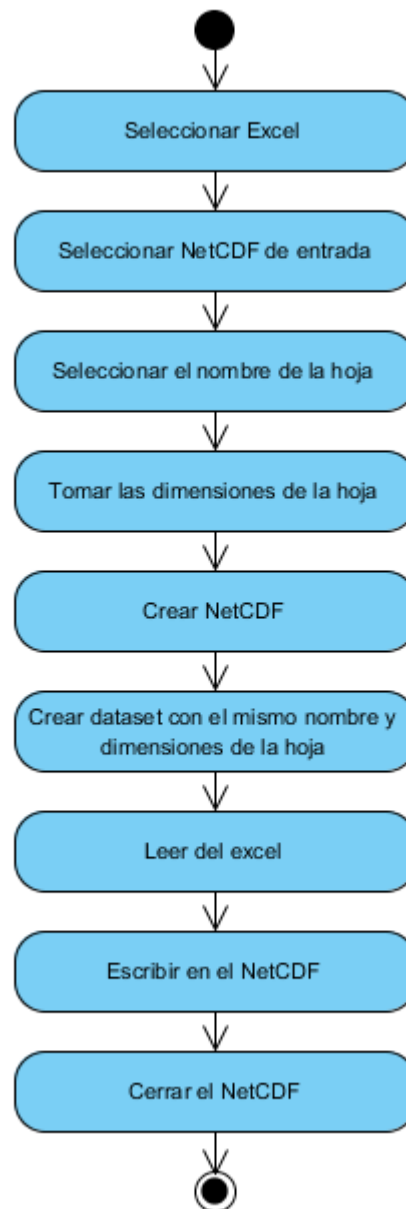 Seleccionar Excel
Seleccionar NetCDF de entrada
Seleccionar el nombre de la hoja
Tomar las dimensiones de la hoja
Crear NetCDF
Crear dataset con el mismo nombre y
dimensiones de la hoja
Leer del excel
Escribir en el NetCDF
Cerrar el NetCDF